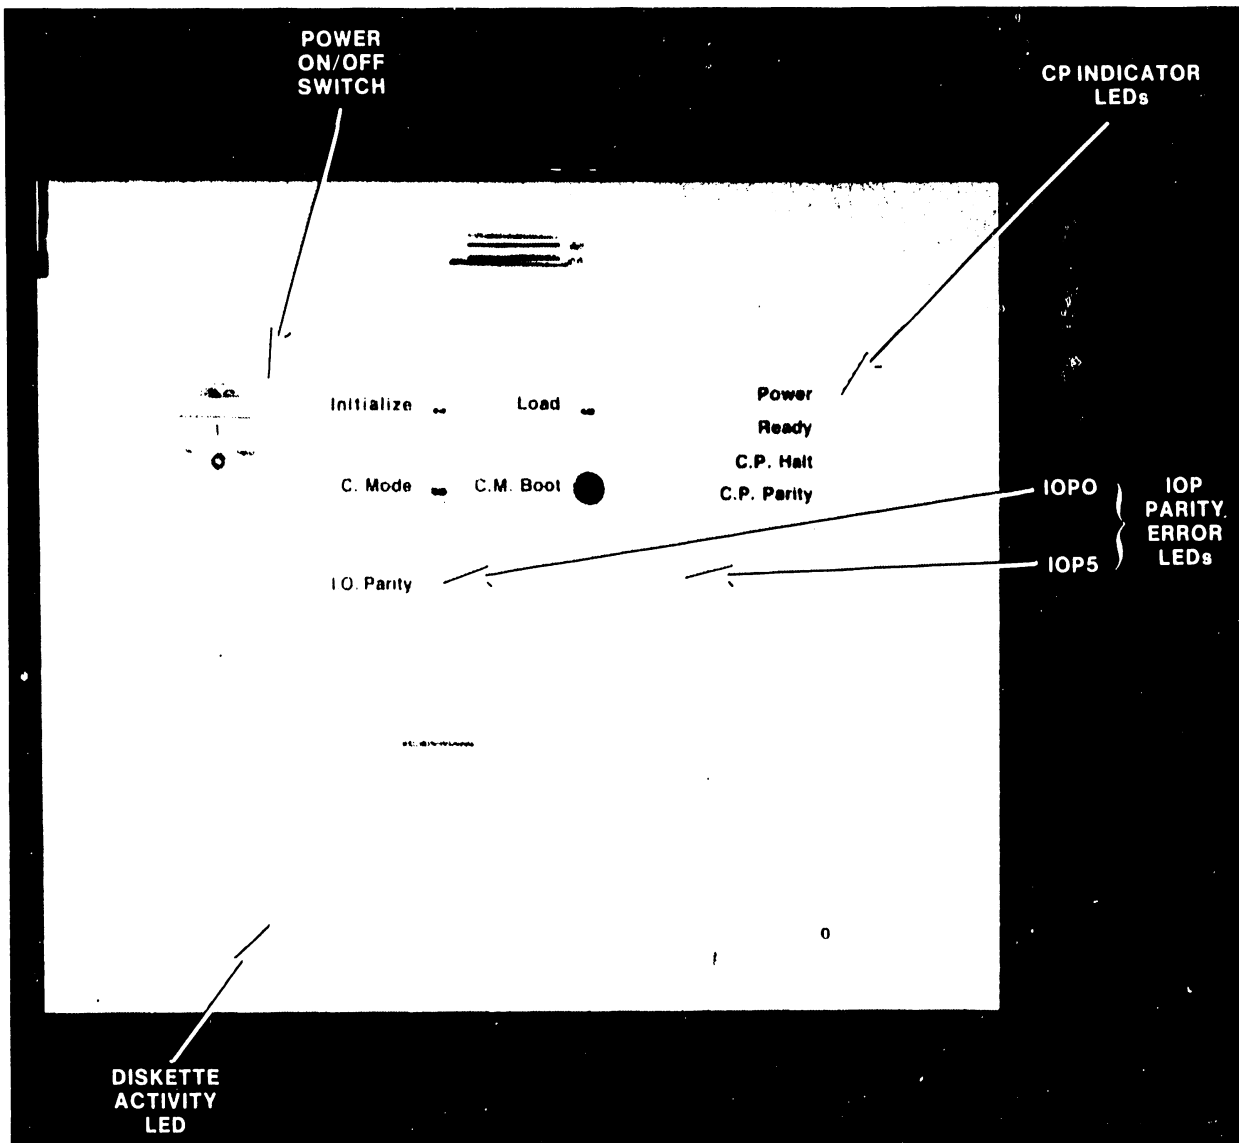 POWER
ON/OFF
SWITCH
CP INDICATOR
LEDs
Initialize
Load
Power
Ready
C.P. Halt
C. Mode
C.M. Boot
C.P. Parity
IOP0
IOP
PARITY
ERROR
LEDs
IOP5
I O. Parity
0
DISKETTE
ACTIVITY
LED